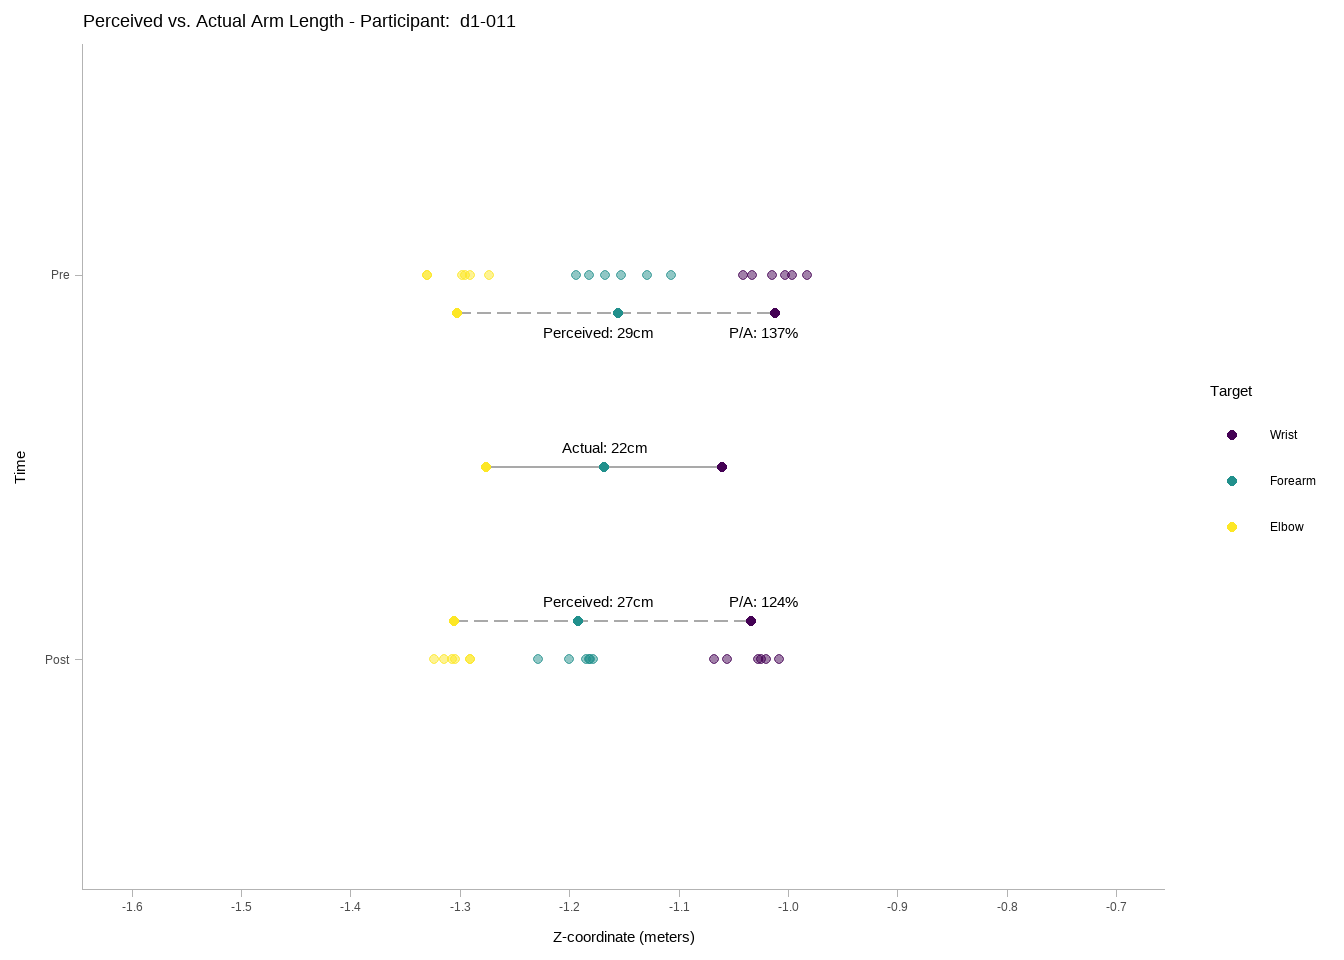 Perceived vs. Actual Arm Length - Participant:  d1-011
Pre
Perceived: 29cm
P/A: 137%
Target
Wrist
Actual: 22cm
Time
Forearm
Elbow
Perceived: 27cm
P/A: 124%
Post
-1.6
-1.5
-1.4
-1.3
-1.2
-1.1
-1.0
-0.9
-0.8
-0.7
Z-coordinate (meters)